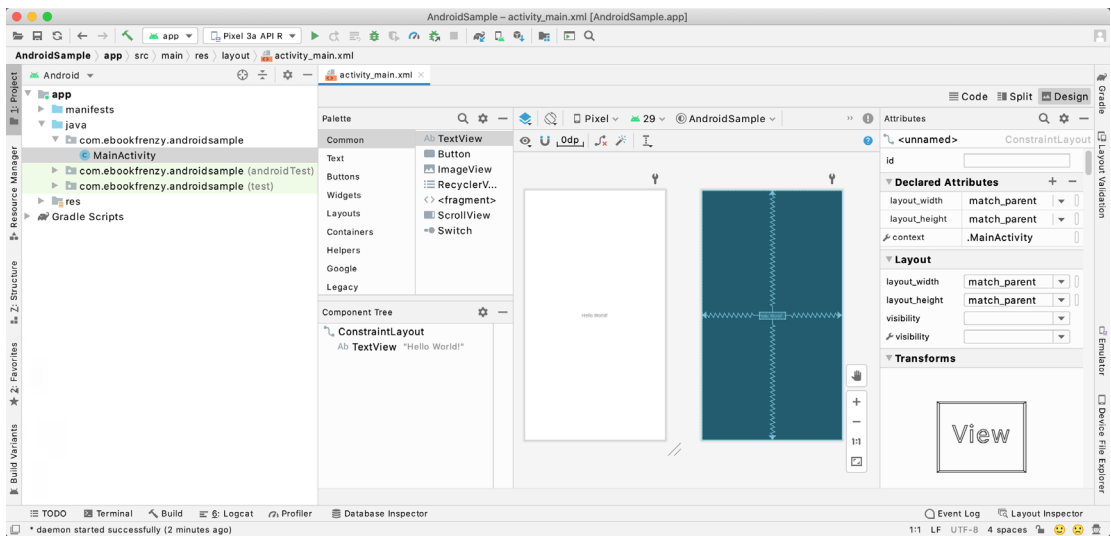 AndroidSample – activity_main.xml [AndroidSample.app]
app
Pixel 3a API R
AndroidSample
app
src
main
res
layout
activity_main.xml
1: Project
Resource Manager
Z: Structure
2: Favorites
Build Variants
Android
app
manifests
java
com.ebookfrenzy.androidsample
MainActivity
com.ebookfrenzy.androidsample (androidTest)
com.ebookfrenzy.androidsample (test)
res
Gradle Scripts
activity_main.xml
Code
Split
Design
Palette
Common
Text
Buttons
Widgets
Layouts
Containers
Helpers
Google
Legacy
Ab TextView
Button
ImageView
RecyclerV...
<fragment>
ScrollView
Switch
Component Tree
ConstraintLayout
Ab TextView "Hello World!"
Pixel
29
AndroidSample
0dp
Hello World!
Hello World!
1:1
Attributes
<unnamed>
ConstraintLayout
id
Declared Attributes
layout_width match_parent
layout_height match_parent
context .MainActivity
Layout
layout_width match_parent
layout_height match_parent
visibility
visibility
Transforms
View
Gradle
Layout Validation
Emulator
Device File Explorer
TODO
Terminal
Build
6: Logcat
Profiler
Database Inspector
Event Log
Layout Inspector
* daemon started successfully (2 minutes ago)
1:1 LF UTF-8 4 spaces